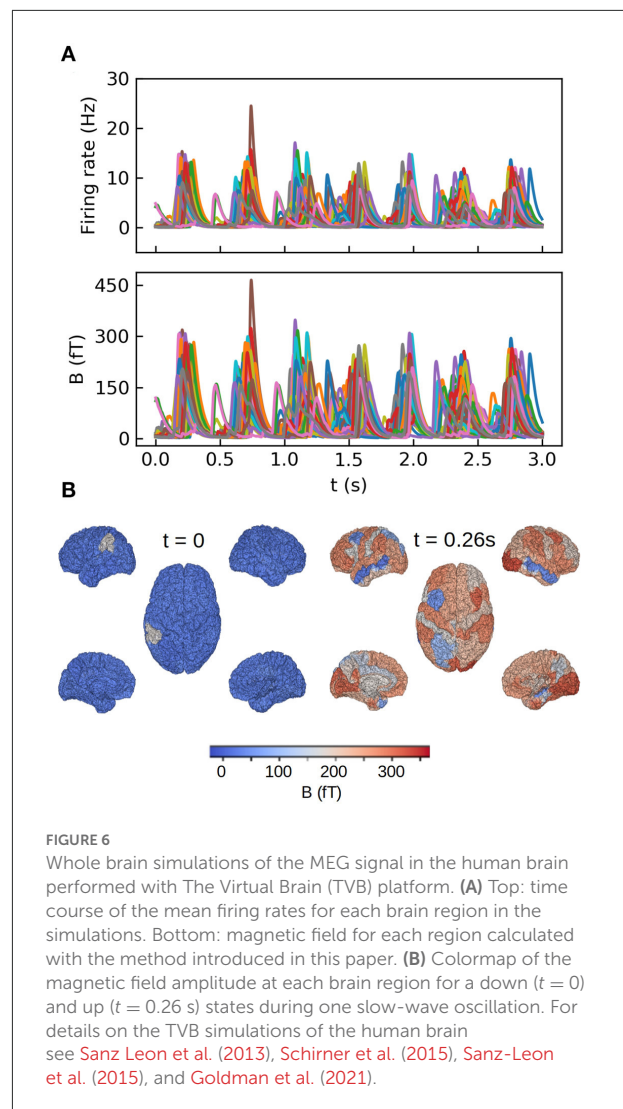 A
30
20
10
0
Firing rate (Hz)
450
300
150
0
B (fT)
0.0 0.5 1.0 1.5 2.0 2.5 3.0
t (s)
B
t = 0
t = 0.26s
0 100 200 300
B (fT)
FIGURE 6
Whole brain simulations of the MEG signal in the human brain
performed with The Virtual Brain (TVB) platform. (A) Top: time
course of the mean firing rates for each brain region in the
simulations. Bottom: magnetic field for each region calculated
with the method introduced in this paper. (B) Colormap of the
magnetic field amplitude at each brain region for a down (t = 0)
and up (t = 0.26 s) states during one slow-wave oscillation. For
details on the TVB simulations of the human brain
see Sanz Leon et al. (2013), Schirner et al. (2015), Sanz-Leon
et al. (2015), and Goldman et al. (2021).